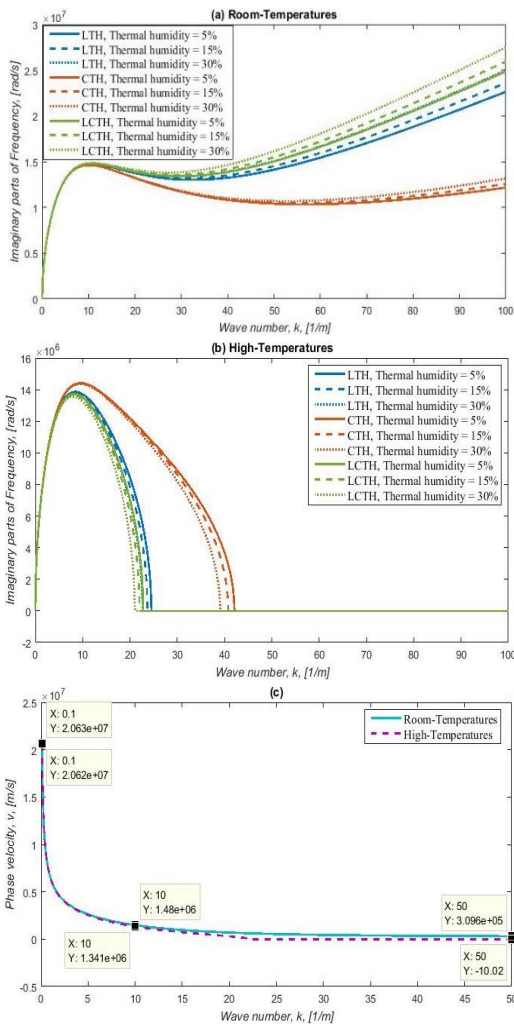 (a) Room-Temperatures
×10⁷
3
2.5
2
1.5
1
0.5
0
Imaginary parts of Frequency, [rad/s]
LTH, Thermal humidity = 5%
LTH, Thermal humidity = 15%
LTH, Thermal humidity = 30%
CTH, Thermal humidity = 5%
CTH, Thermal humidity = 15%
CTH, Thermal humidity = 30%
LCTH, Thermal humidity = 5%
LCTH, Thermal humidity = 15%
LCTH, Thermal humidity = 30%
0 10 20 30 40 50 60 70 80 90 100
Wave number, k, [1/m]
(b) High-Temperatures
×10⁶
14
12
10
8
6
4
2
0
-2
Imaginary parts of Frequency, [rad/s]
LTH, Thermal humidity = 5%
LTH, Thermal humidity = 15%
LTH, Thermal humidity = 30%
CTH, Thermal humidity = 5%
CTH, Thermal humidity = 15%
CTH, Thermal humidity = 30%
LCTH, Thermal humidity = 5%
LCTH, Thermal humidity = 15%
LCTH, Thermal humidity = 30%
0 10 20 30 40 50 60 70 80 90 100
Wave number, k, [1/m]
(c)
×10⁷
2.5
2
1.5
1
0.5
0
-0.5
Phase velocity, v, [m/s]
X: 0.1
Y: 2.063e+07
X: 0.1
Y: 2.062e+07
Room-Temperatures
High-Temperatures
X: 10
Y: 1.48e+06
X: 10
Y: 1.341e+06
X: 50
Y: 3.096e+05
X: 50
Y: -10.02
0 5 10 15 20 25 30 35 40 45 50
Wave number, k, [1/m]